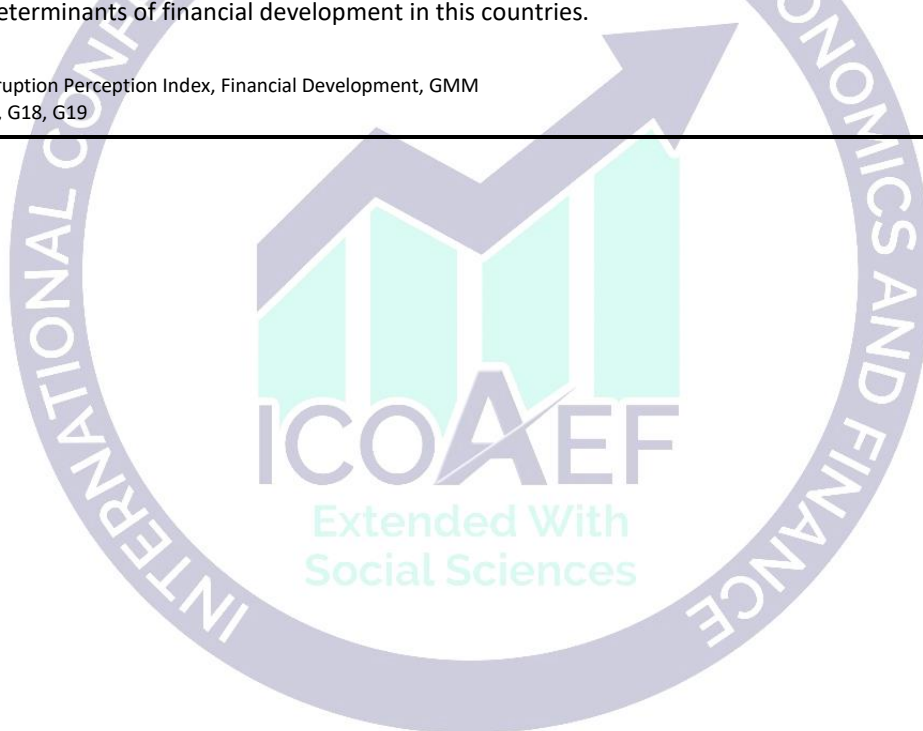 eterminants of financial development in this countries.
ruption Perception Index, Financial Development, GMM
, G18, G19
INTERNATIONAL CONF
ONOMICS AND FINANCE
ICOAEF
Extended With
Social Sciences